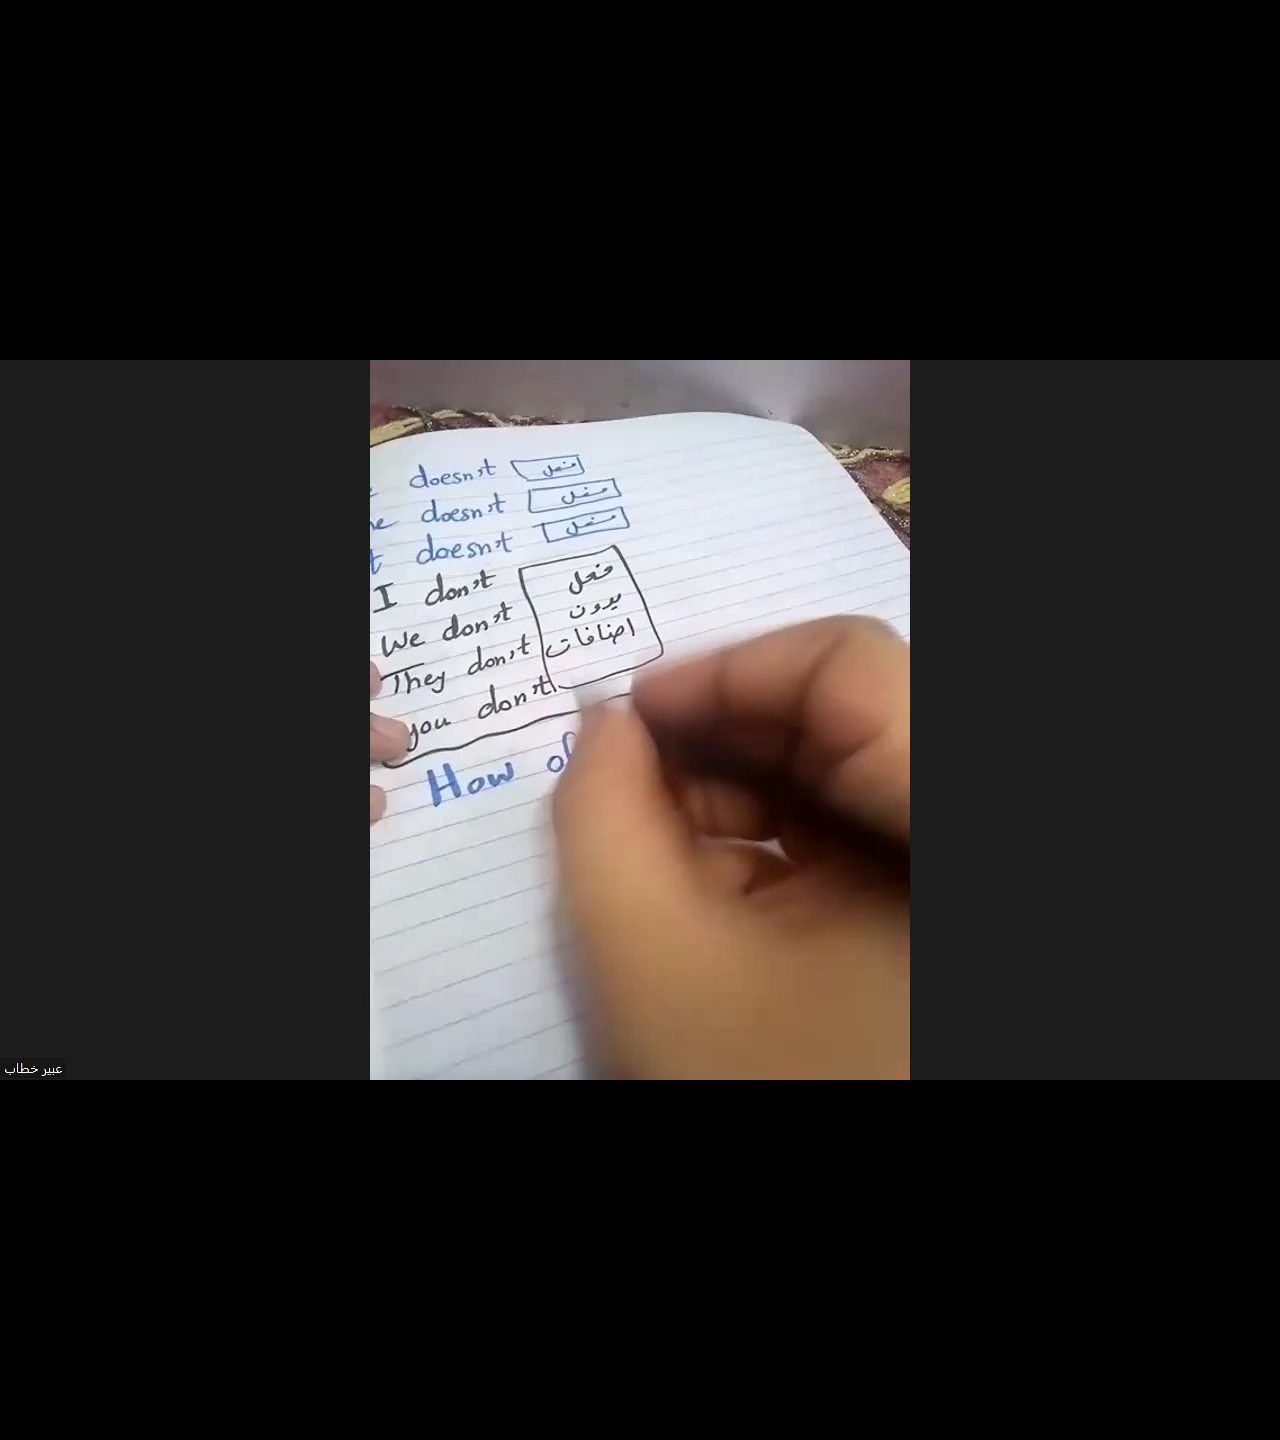 doesn't فعل
doesn't فعل
doesn't فعل
I don't فعل
We don't بدون
They don't اضافات
you don't
How
عبير خطاب